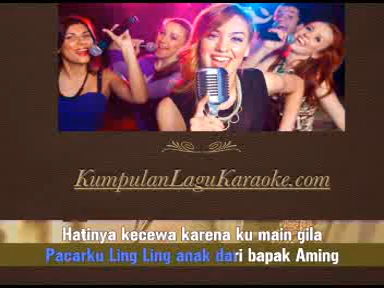 KumpulanLaguKaraoke.com
Hatinya kecewa karena ku main gila
Pacarku Ling Ling anak dari bapak Aming